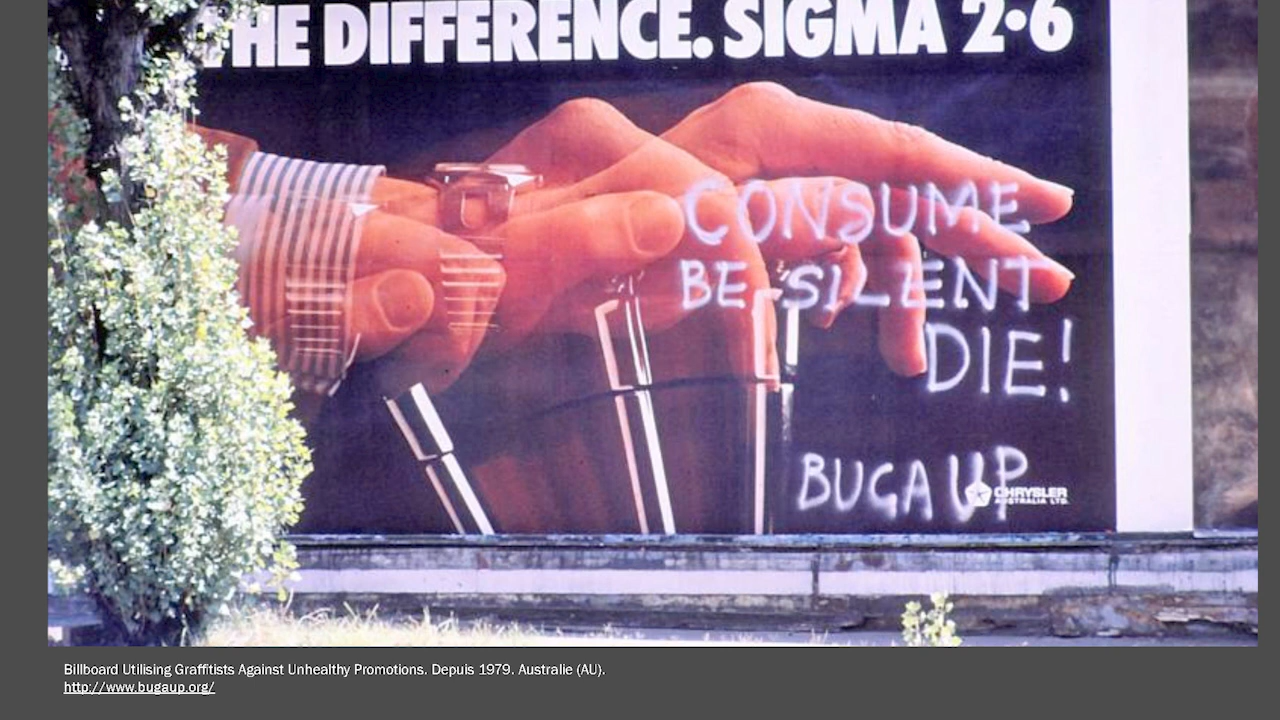 THE DIFFERENCE. SIGMA 2·6
CONSUME
BE SILENT
DIE!
BUGA UP
CHRYSLER
AUSTRALIA LTD.
Billboard Utilising Graffitists Against Unhealthy Promotions. Depuis 1979. Australie (AU).
http://www.bugaup.org/